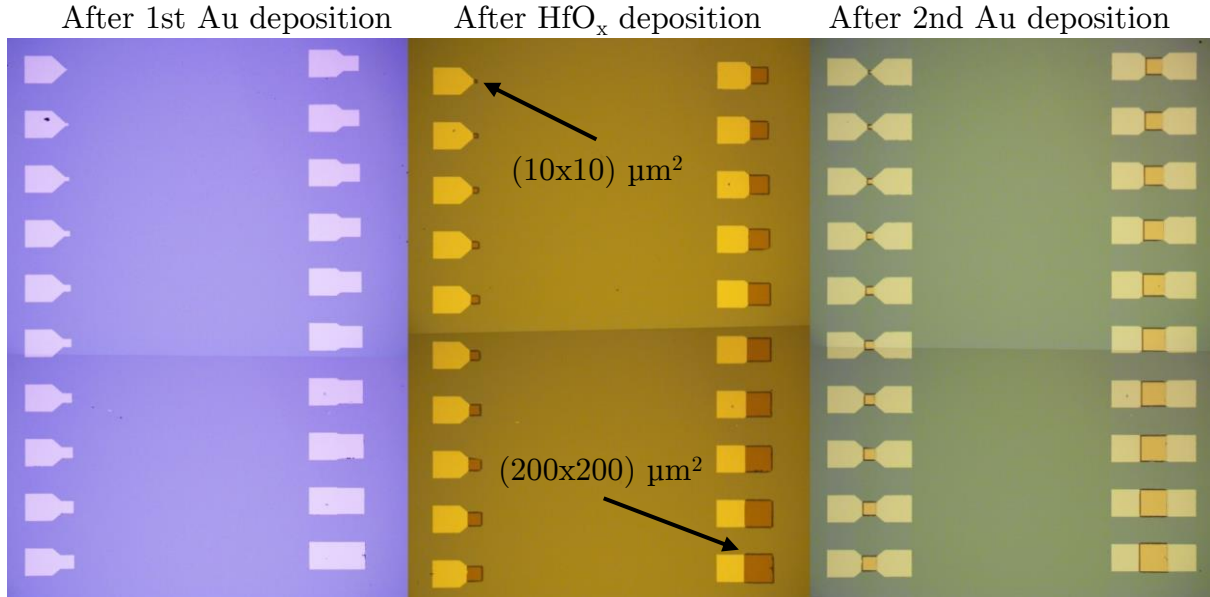 After 1st Au deposition
After HfOₓ deposition
After 2nd Au deposition
(10x10) µm²
(200x200) µm²